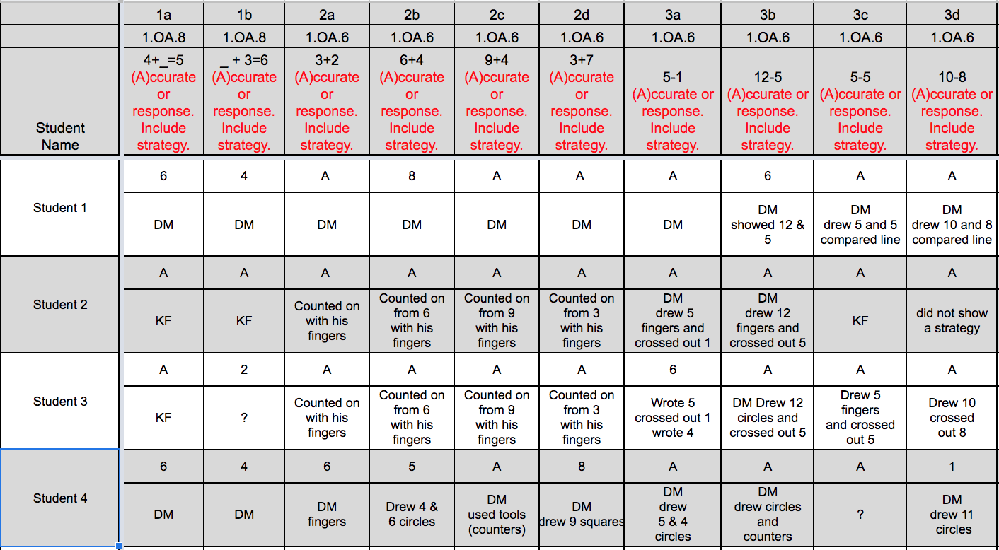 1a 1b 2a 2b 2c 2d 3a 3b 3c 3d
1.OA.8 1.OA.8 1.OA.6 1.OA.6 1.OA.6 1.OA.6 1.OA.6 1.OA.6 1.OA.6 1.OA.6
Student
Name
4+_=5
(A)ccurate
or
response.
Include
strategy.
_ + 3=6
(A)ccurate
or
response.
Include
strategy.
3+2
(A)ccurate
or
response.
Include
strategy.
6+4
(A)ccurate
or
response.
Include
strategy.
9+4
(A)ccurate
or
response.
Include
strategy.
3+7
(A)ccurate
or
response.
Include
strategy.
5-1
(A)ccurate or
response.
Include
strategy.
12-5
(A)ccurate or
response.
Include
strategy.
5-5
(A)ccurate or
response.
Include
strategy.
10-8
(A)ccurate or
response.
Include
strategy.
Student 1
6 4 A 8 A A A 6 A A
DM
DM
DM
DM
DM
DM
DM
DM
showed 12 &
5
DM
drew 5 and 5
compared line
DM
drew 10 and 8
compared line
Student 2
A A A A A A A A A A
KF
KF
Counted on
with his
fingers
Counted on
from 6
with his
fingers
Counted on
from 9
with his
fingers
Counted on
from 3
with his
fingers
DM
drew 5
fingers and
crossed out 1
DM
drew 12
fingers and
crossed out 5
KF
did not show
a strategy
Student 3
A 2 A A A A 6 A A A
KF
?
Counted on
with his
fingers
Counted on
from 6
with his
fingers
Counted on
from 9
with his
fingers
Counted on
from 3
with his
fingers
Wrote 5
crossed out 1
wrote 4
DM Drew 12
circles and
crossed out 5
Drew 5
fingers
and crossed
out 5
Drew 10
crossed
out 8
Student 4
6 4 6 5 A 8 A A A 1
DM
DM
DM
fingers
Drew 4 &
6 circles
DM
used tools
(counters)
DM
drew 9 squares
DM
drew
5 & 4
circles
DM
drew circles
and
counters
?
DM
drew 11
circles